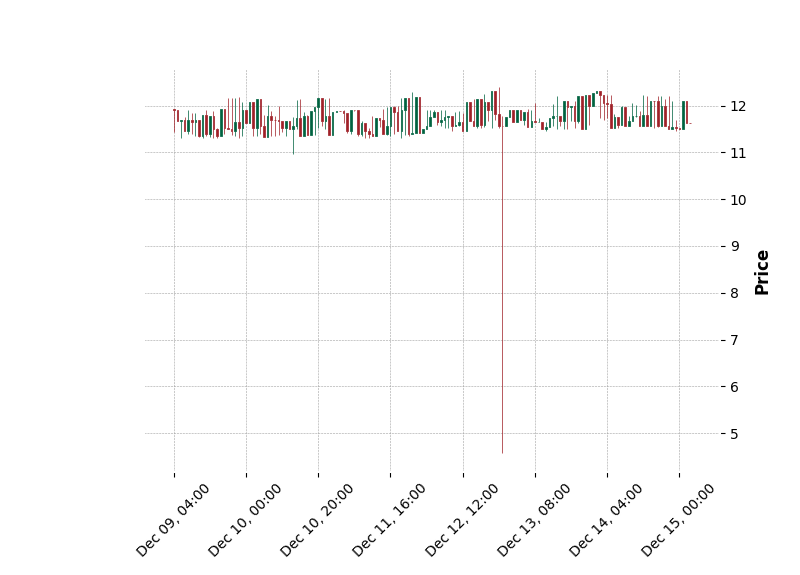 12
11
10
9
8
7
6
5
Price
Dec 09, 04:00
Dec 10, 00:00
Dec 10, 20:00
Dec 11, 16:00
Dec 12, 12:00
Dec 13, 08:00
Dec 14, 04:00
Dec 15, 00:00